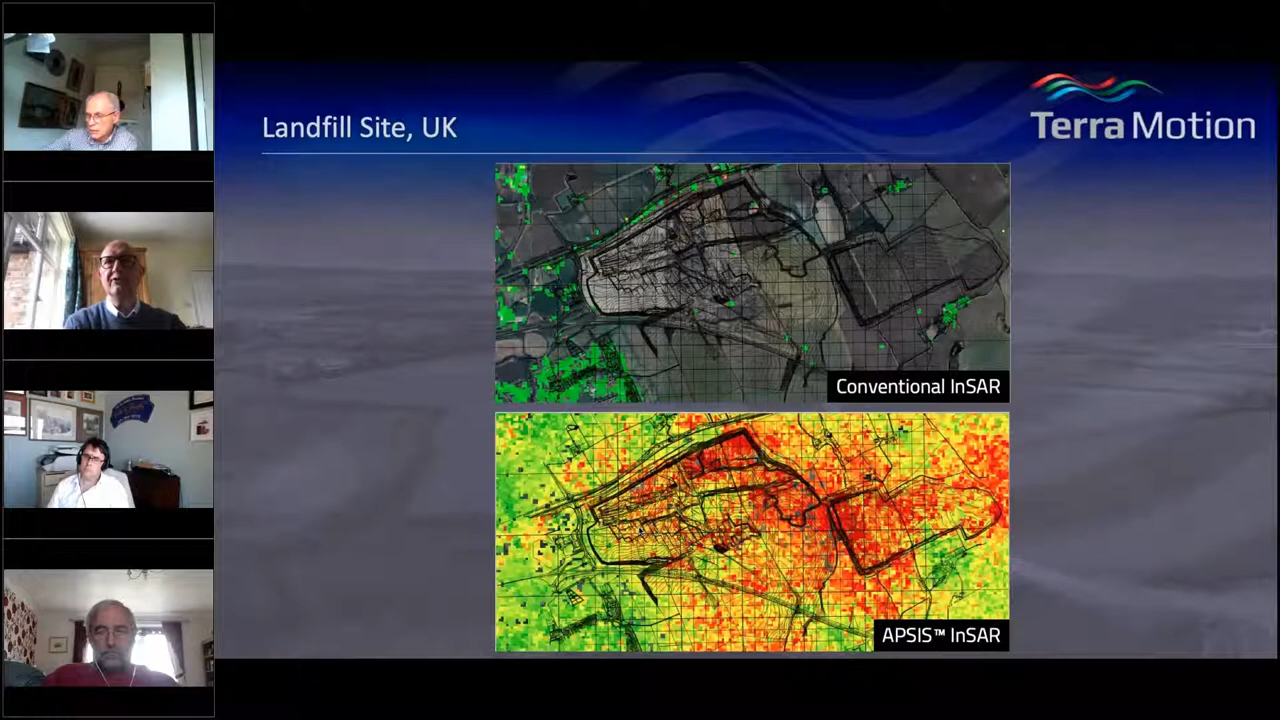 Landfill Site, UK
Terra Motion
Conventional InSAR
APSIS™ InSAR